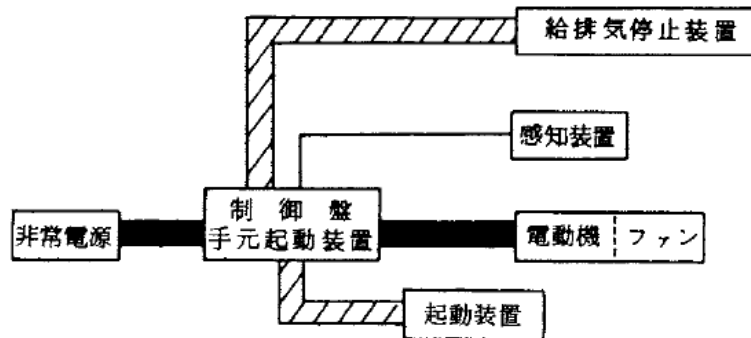 給排気停止装置
感知装置
制御盤
手元起動装置
非常電源
電動機
ファン
起動装置